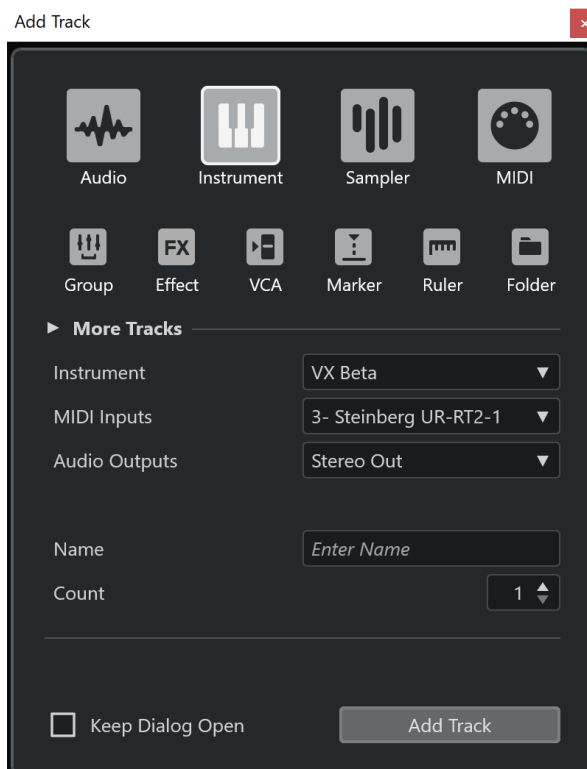 Add Track
Audio Instrument Sampler MIDI
FX
Group Effect VCA Marker Ruler Folder
More Tracks
Instrument VX Beta
MIDI Inputs 3- Steinberg UR-RT2-1
Audio Outputs Stereo Out
Name Enter Name
Count 1
Keep Dialog Open Add Track